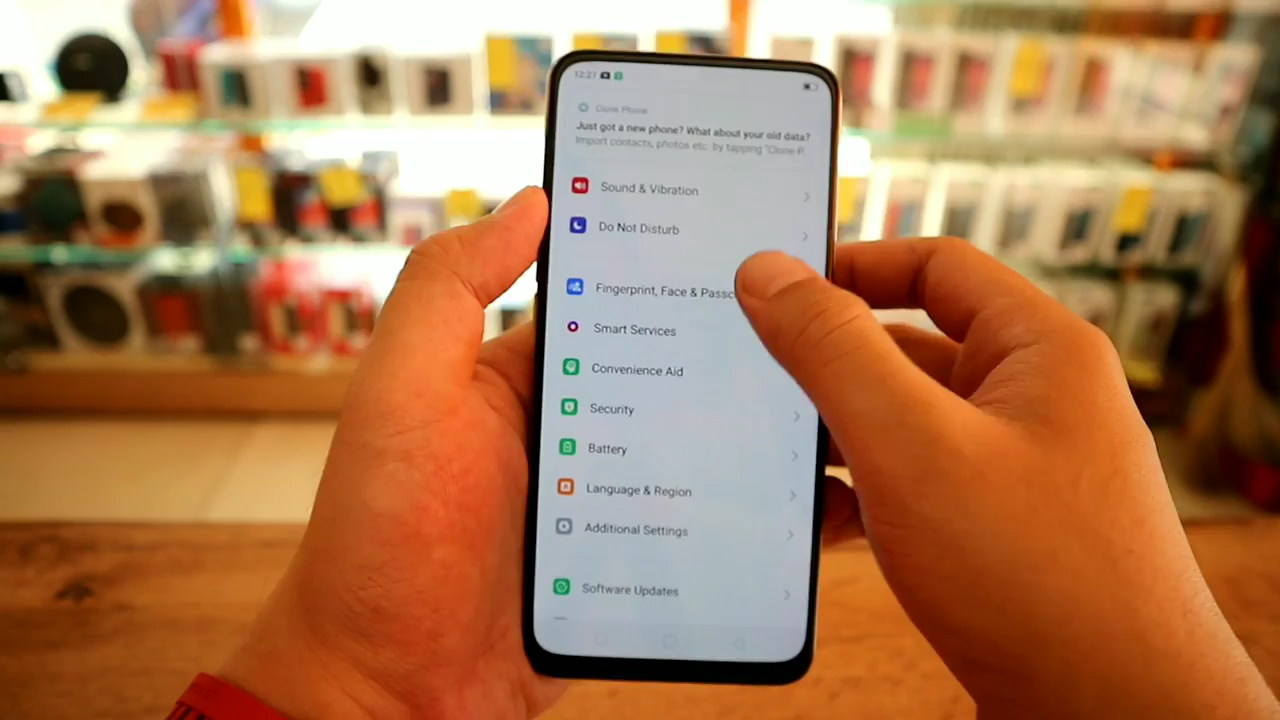 12:27
Clone Phone
Just got a new phone? What about your old data?
Import contacts, photos etc. by tapping "Clone P
Sound & Vibration
Do Not Disturb
Fingerprint, Face & Passc
Smart Services
Convenience Aid
Security
Battery
Language & Region
Additional Settings
Software Updates